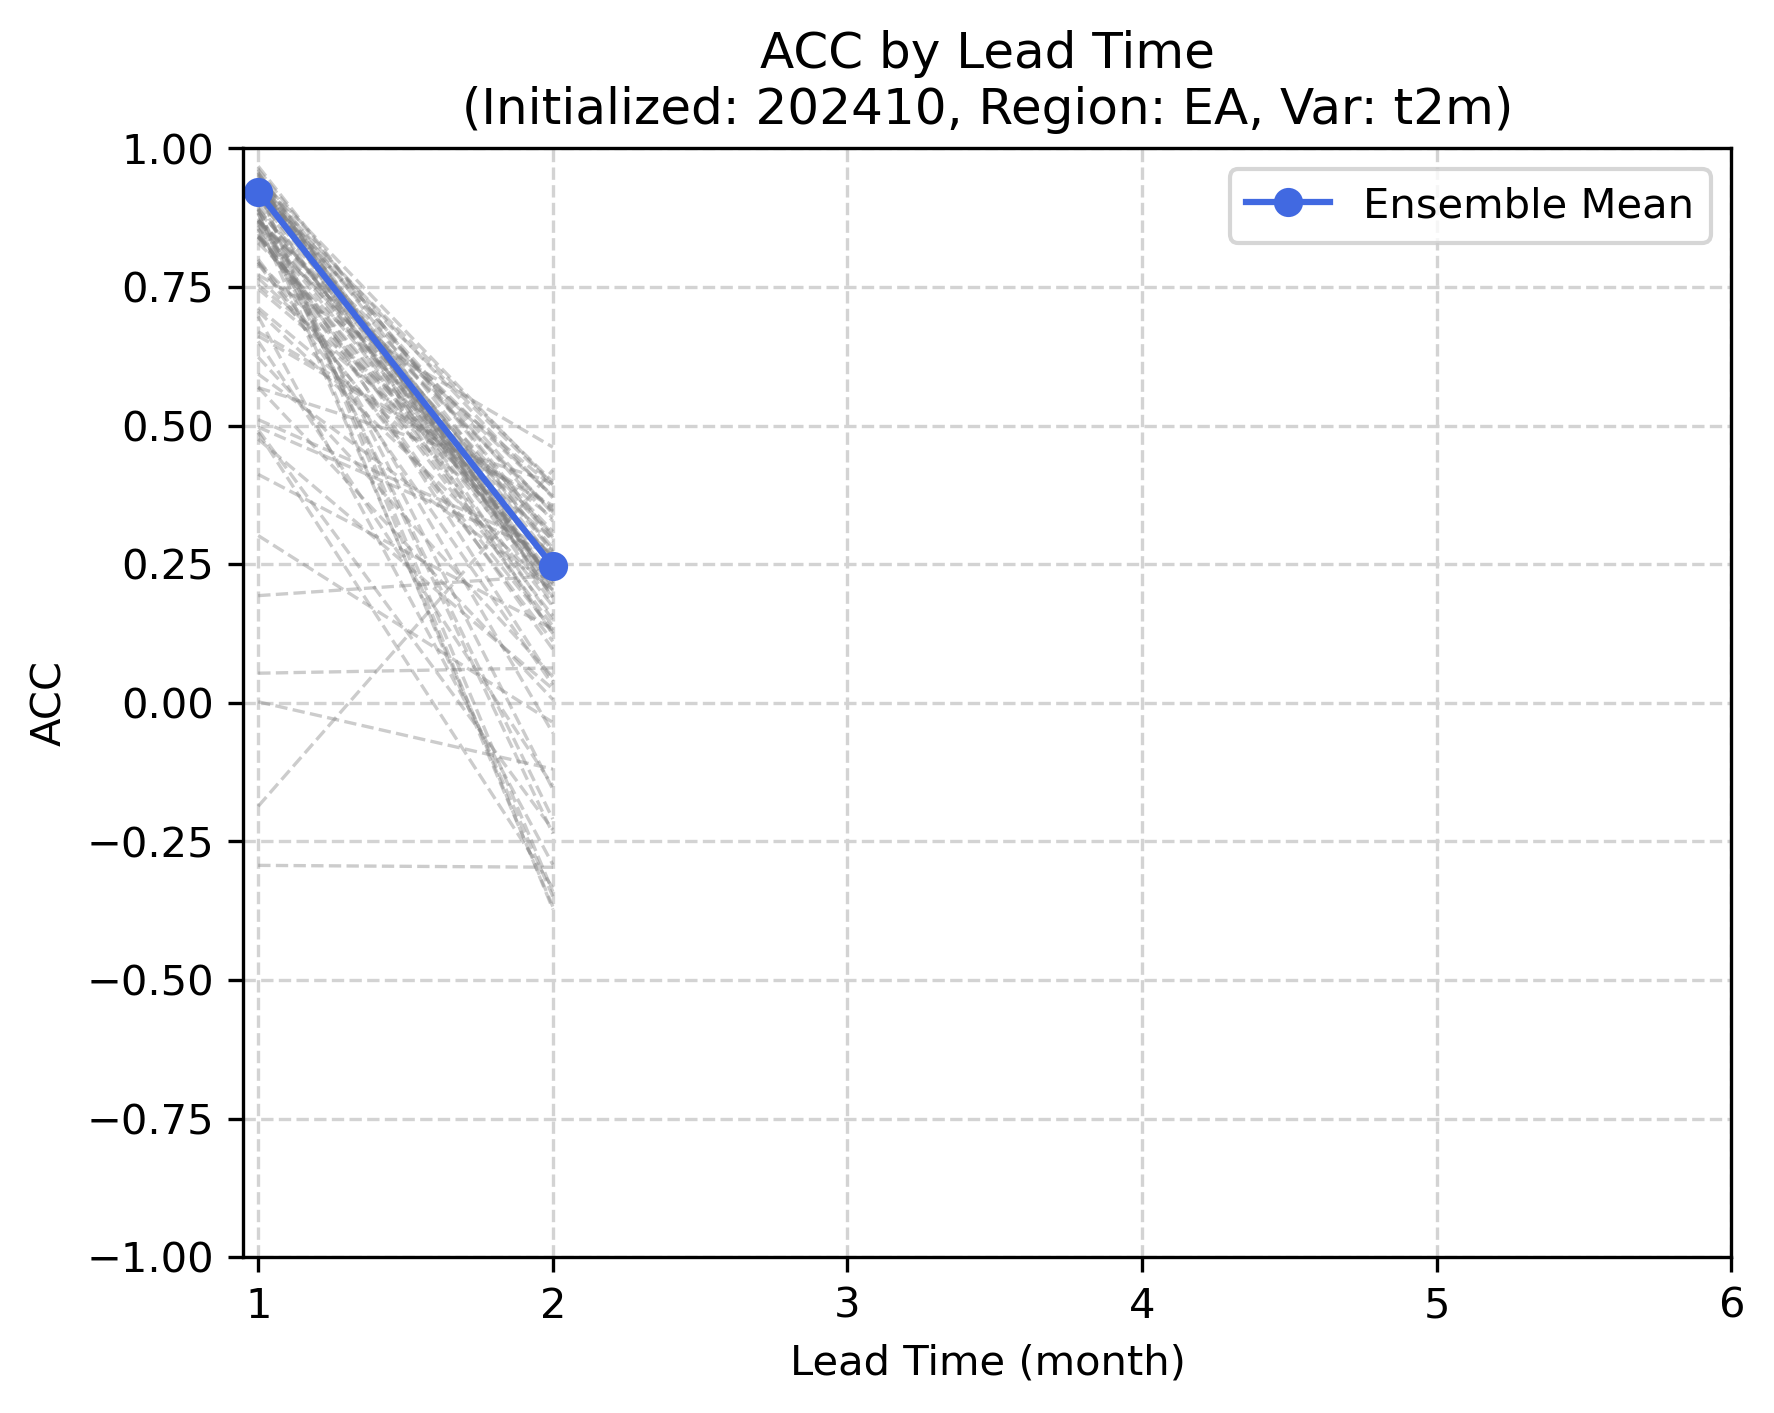 ACC by Lead Time
(Initialized: 202410, Region: EA, Var: t2m)
Ensemble Mean
1.00
0.75
0.50
0.25
0.00
−0.25
−0.50
−0.75
−1.00
ACC
1 2 3 4 5 6
Lead Time (month)